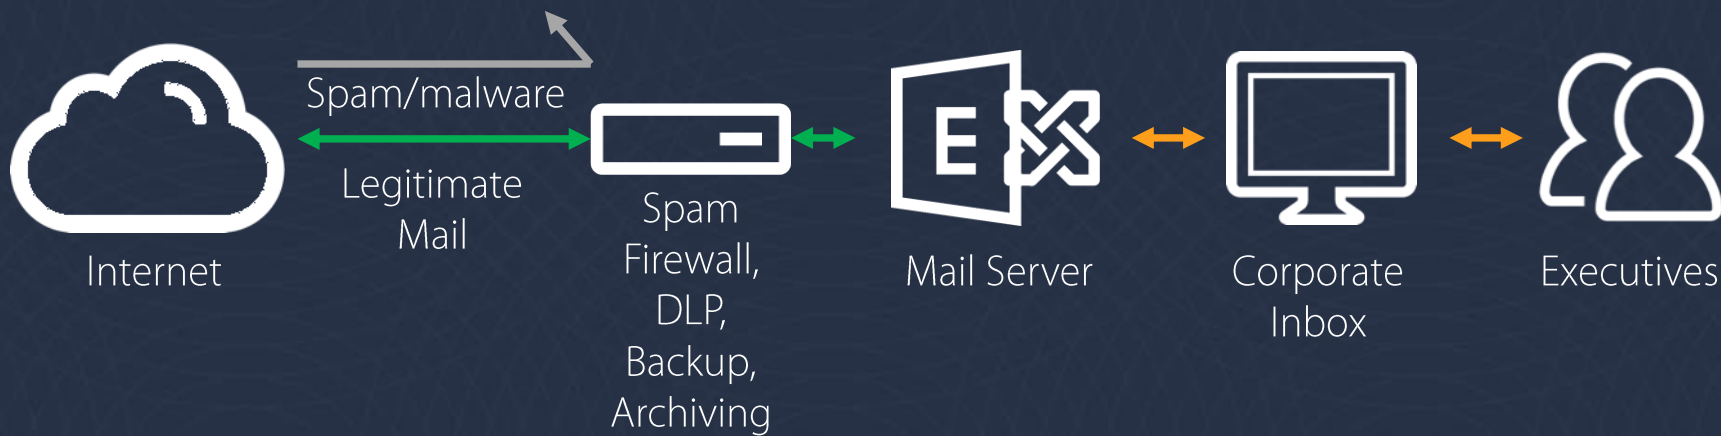 Spam/malware
Legitimate
Mail
Internet
Spam
Firewall,
DLP,
Backup,
Archiving
E
Mail Server
Corporate
Inbox
Executives